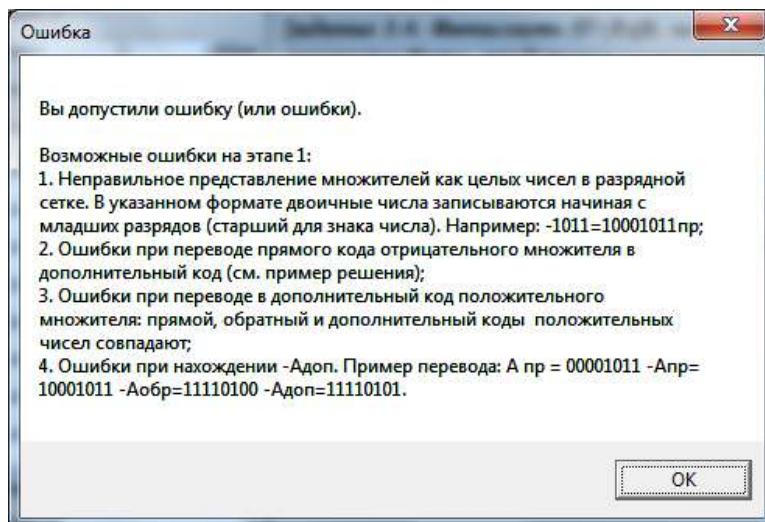 Ошибка
Вы допустили ошибку (или ошибки).
Возможные ошибки на этапе 1:
1. Неправильное представление множителей как целых чисел в разрядной
сетке. В указанном формате двоичные числа записываются начиная с
младших разрядов (старший для знака числа). Например: -1011=10001011пр;
2. Ошибки при переводе прямого кода отрицательного множителя в
дополнительный код (см. пример решения);
3. Ошибки при переводе в дополнительный код положительного
множителя: прямой, обратный и дополнительный коды положительных
чисел совпадают;
4. Ошибки при нахождении -Aдоп. Пример перевода: А пр = 00001011 -Апр=
10001011 -Аобр=11110100 -Адоп=11110101.
OK